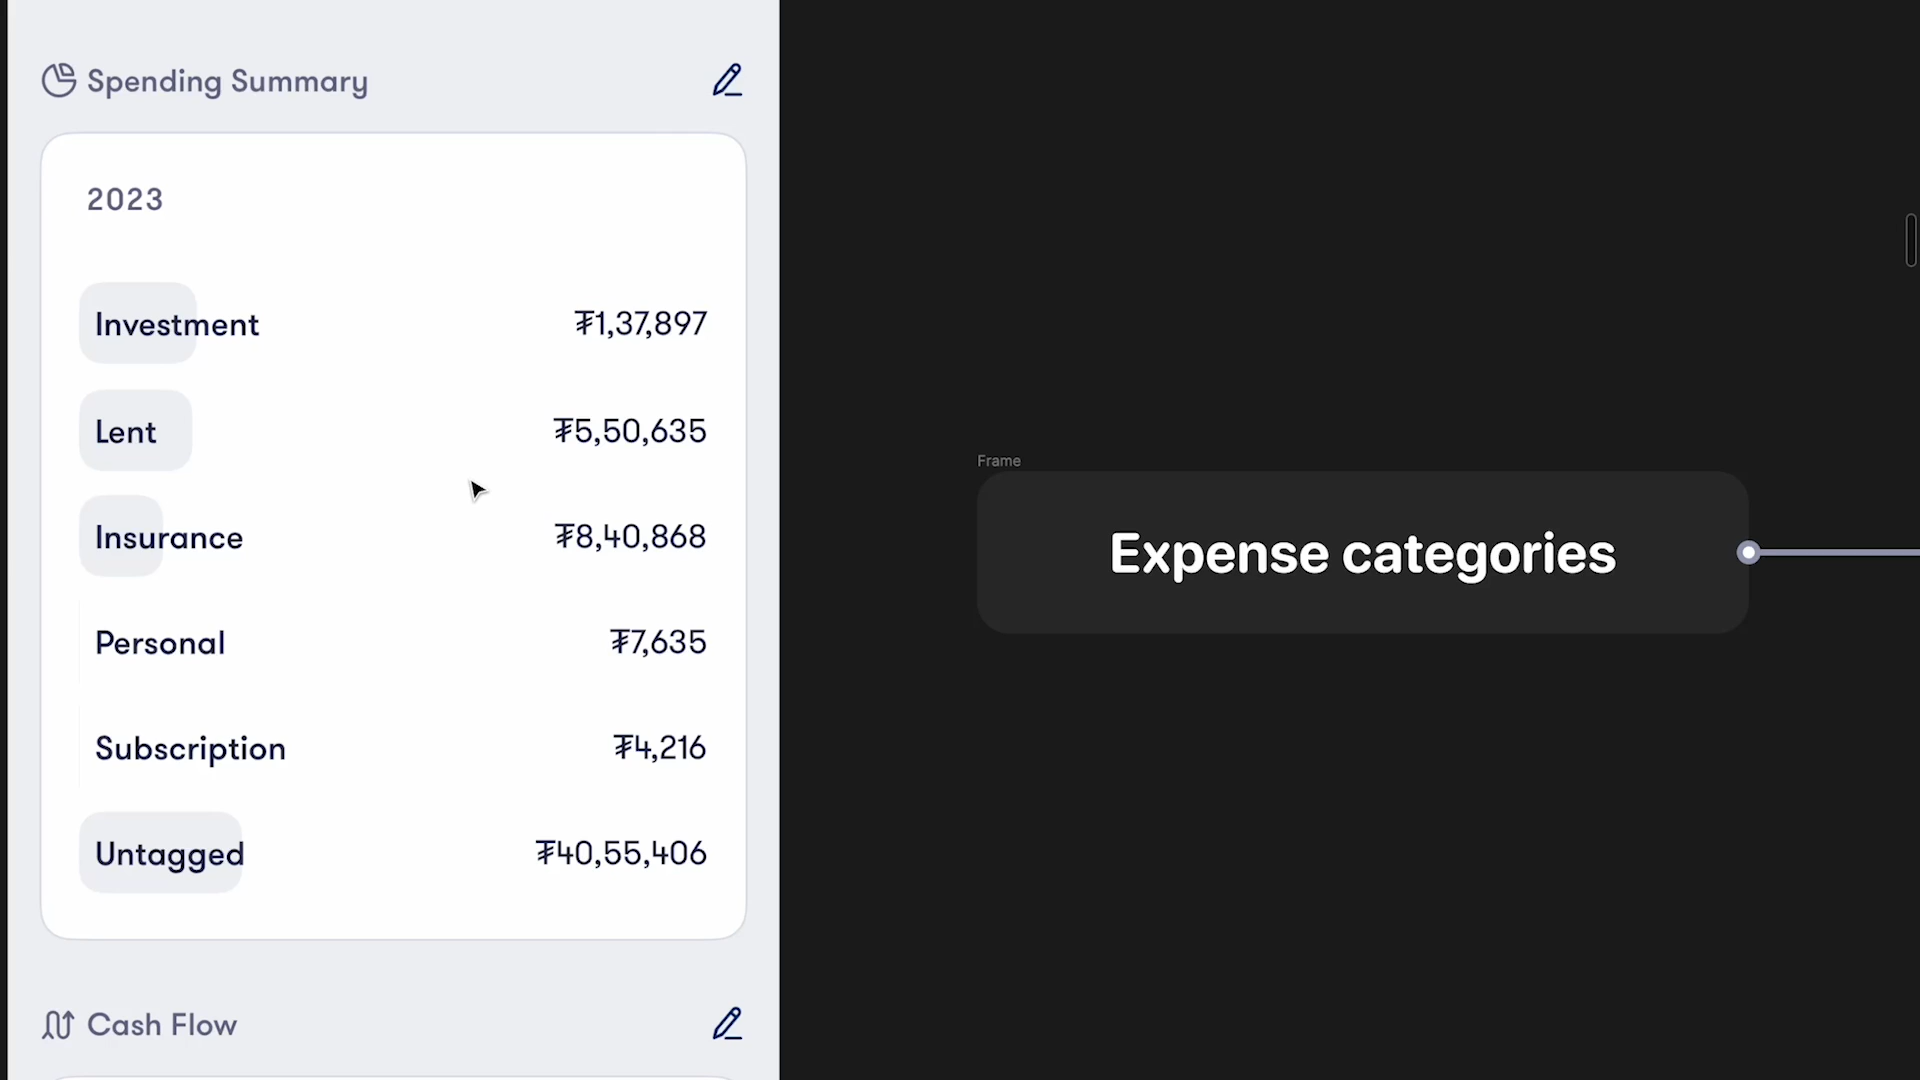 Spending Summary
2023
Investment ₮1,37,897
Lent ₮5,50,635
Insurance ₮8,40,868
Personal ₮7,635
Subscription ₮4,216
Untagged ₮40,55,406
Cash Flow
Frame
Expense categories